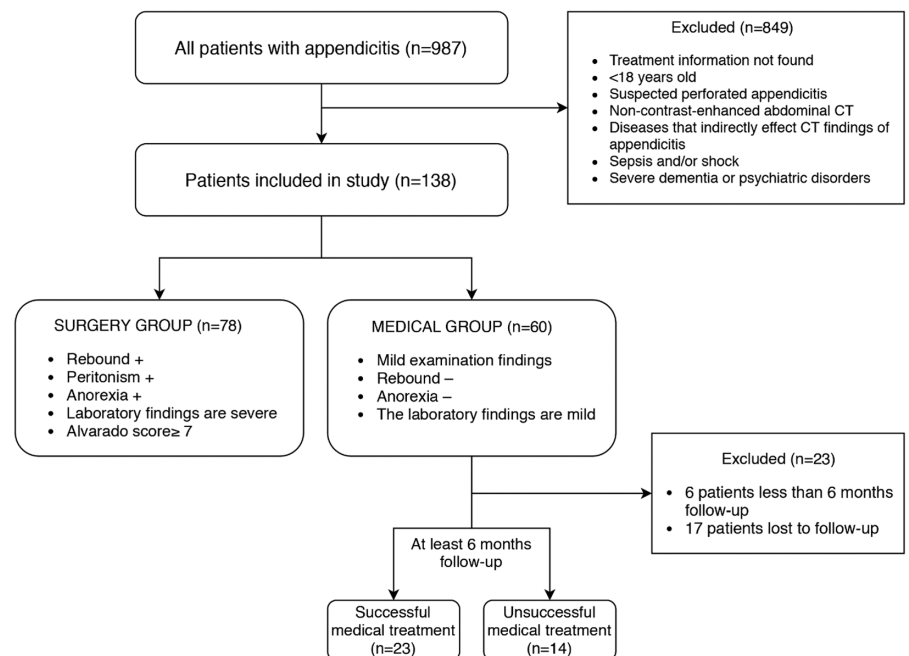 All patients with appendicitis (n=987)
Excluded (n=849)
• Treatment information not found
• <18 years old
• Suspected perforated appendicitis
• Non-contrast-enhanced abdominal CT
• Diseases that indirectly effect CT findings of
appendicitis
• Sepsis and/or shock
• Severe dementia or psychiatric disorders
Patients included in study (n=138)
SURGERY GROUP (n=78)
• Rebound +
• Peritonism +
• Anorexia +
• Laboratory findings are severe
• Alvarado score≥ 7
MEDICAL GROUP (n=60)
• Mild examination findings
• Rebound –
• Anorexia –
• The laboratory findings are mild
Excluded (n=23)
• 6 patients less than 6 months
follow-up
• 17 patients lost to follow-up
At least 6 months
follow-up
Successful
medical treatment
(n=23)
Unsuccessful
medical treatment
(n=14)